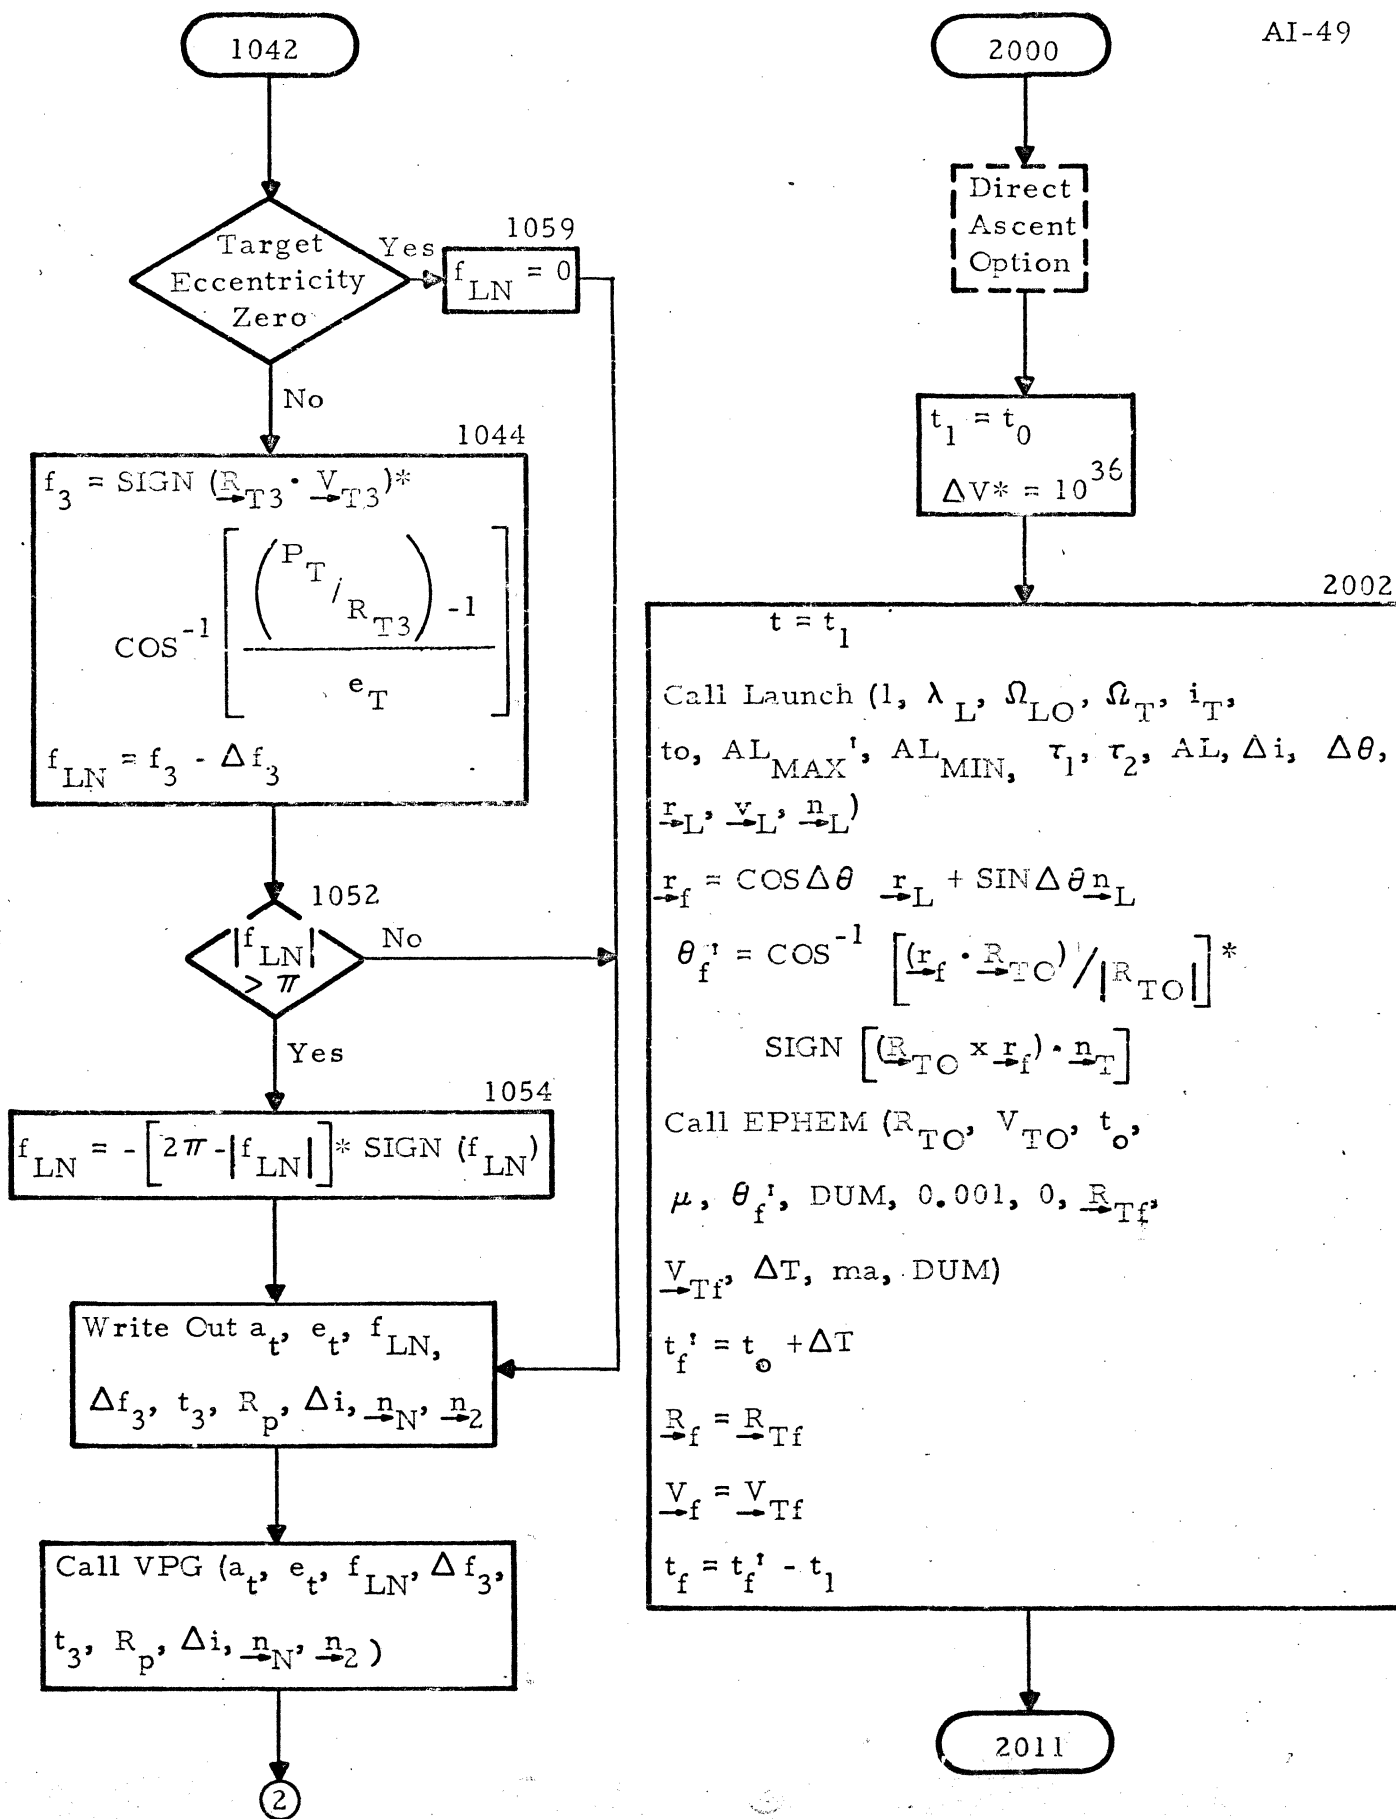 AI-49
1042
Target
Eccentricity
Zero
Yes
1059
f_LN = 0
No
1044
f_3 = SIGN (R_T3 · V_T3)*
COS^-1 [ ( (P_T / R_T3) -1 ) / e_T ]
f_LN = f_3 - Δf_3
1052
|f_LN|
> π
No
Yes
1054
f_LN = - [2π - |f_LN|]* SIGN (f_LN)
Write Out a_t, e_t, f_LN,
Δf_3, t_3, R_p, Δi, n_N, n_2
Call VPG (a_t, e_t, f_LN, Δf_3,
t_3, R_p, Δi, n_N, n_2)
2
2000
Direct
Ascent
Option
t_1 = t_0
ΔV* = 10^36
2002
t = t_1
Call Launch (1, λ_L, Ω_LO, Ω_T, i_T,
to, AL_MAX', AL_MIN, τ_1, τ_2, AL, Δi, Δθ,
r_L, v_L, n_L)
r_f = COSΔθ r_L + SINΔθ n_L
θ_f' = COS^-1 [(r_f · R_TO) / |R_TO|]*
SIGN [(R_TO x r_f) · n_T]
Call EPHEM (R_TO, V_TO, t_o,
μ, θ_f', DUM, 0.001, 0, R_Tf,
V_Tf, ΔT, ma, DUM)
t_f' = t_o + ΔT
R_f = R_Tf
V_f = V_Tf
t_f = t_f' - t_1
2011